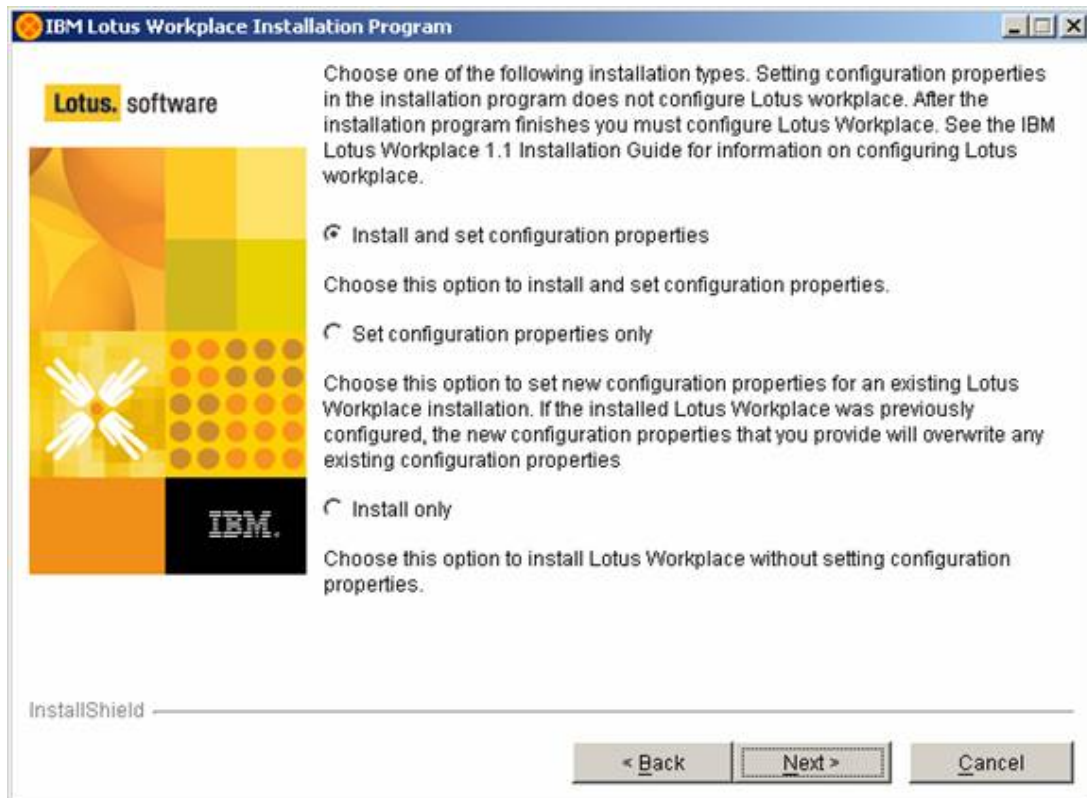 IBM Lotus Workplace Installation Program
Lotus. software
Choose one of the following installation types. Setting configuration properties
in the installation program does not configure Lotus workplace. After the
installation program finishes you must configure Lotus Workplace. See the IBM
Lotus Workplace 1.1 Installation Guide for information on configuring Lotus
workplace.
Install and set configuration properties
Choose this option to install and set configuration properties.
Set configuration properties only
Choose this option to set new configuration properties for an existing Lotus
Workplace installation. If the installed Lotus Workplace was previously
configured, the new configuration properties that you provide will overwrite any
existing configuration properties
Install only
Choose this option to install Lotus Workplace without setting configuration
properties.
IBM.
InstallShield
< Back
Next >
Cancel